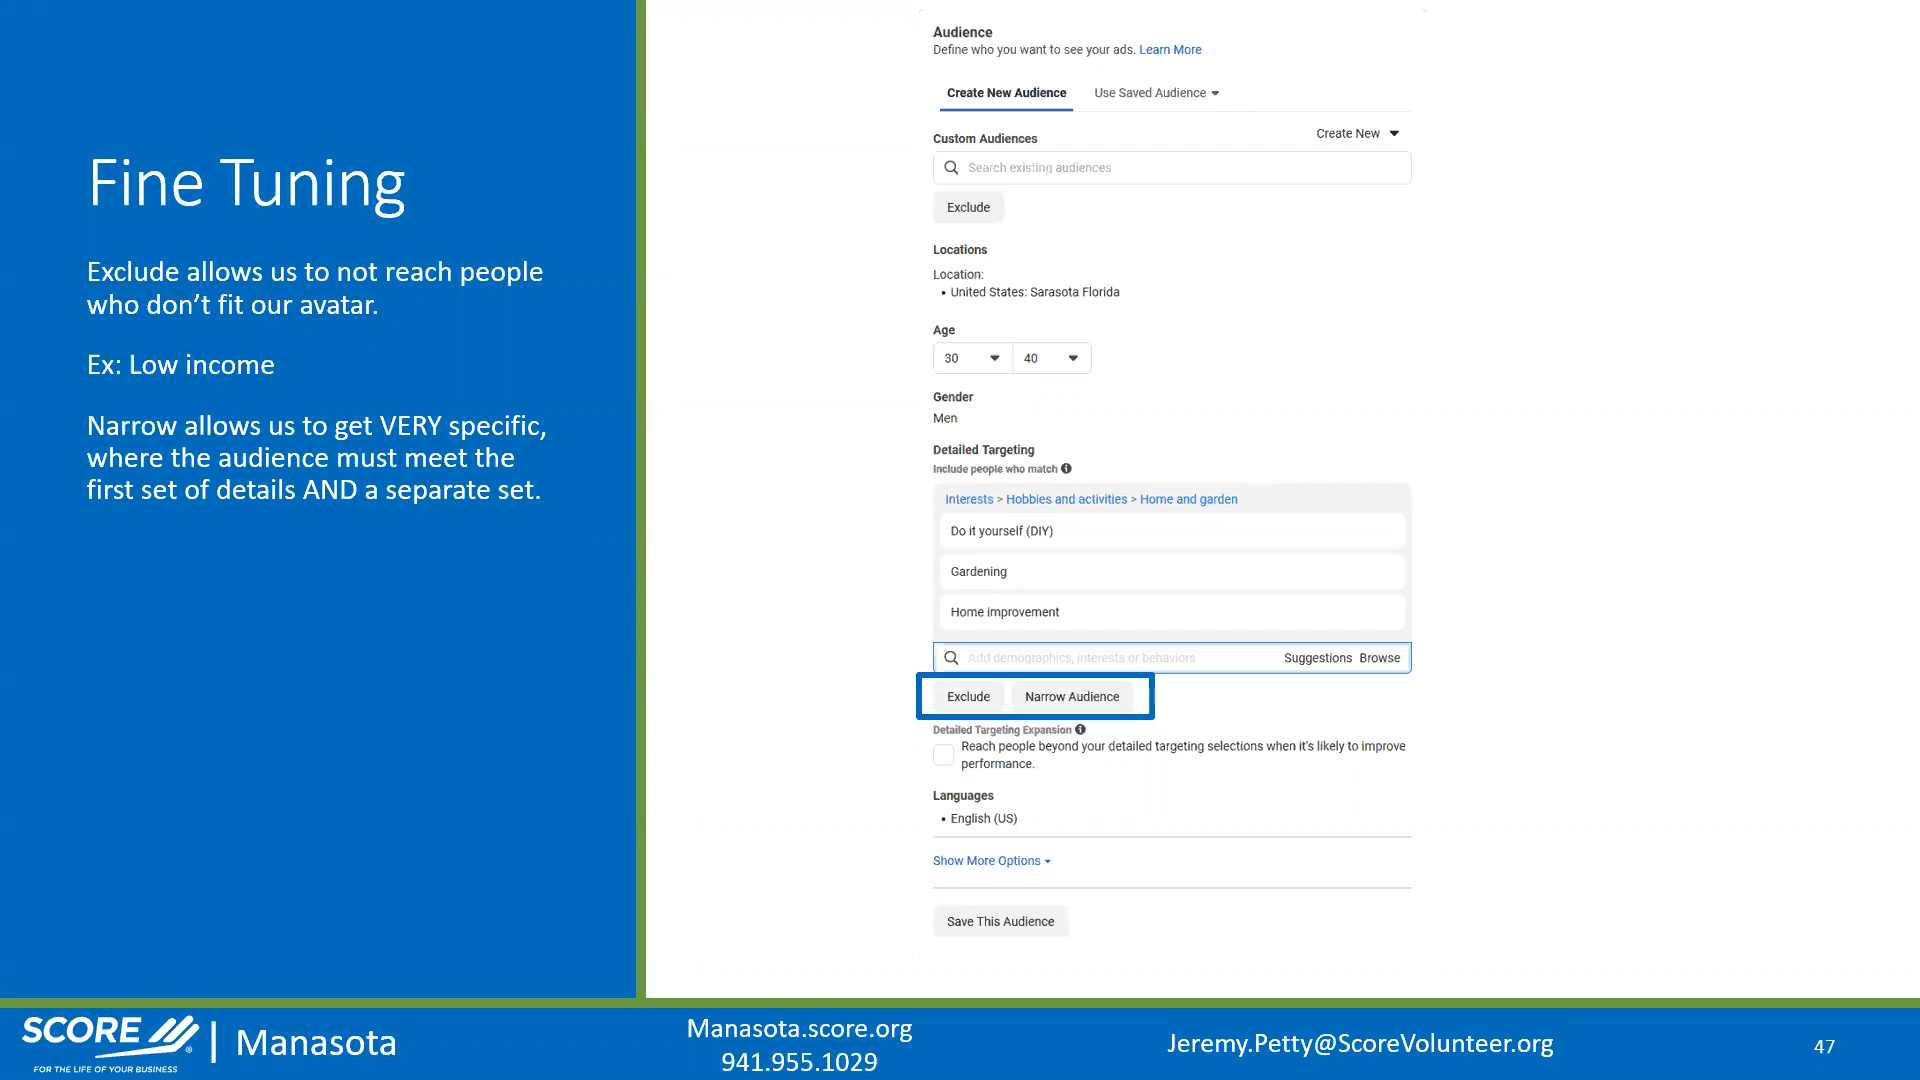 Fine Tuning
Exclude allows us to not reach people
who don’t fit our avatar.
Ex: Low income
Narrow allows us to get VERY specific,
where the audience must meet the
first set of details AND a separate set.
Audience
Define who you want to see your ads. Learn More
Create New Audience Use Saved Audience
Custom Audiences Create New
Search existing audiences
Exclude
Locations
Location:
• United States: Sarasota Florida
Age
30 40
Gender
Men
Detailed Targeting
Include people who match
Interests > Hobbies and activities > Home and garden
Do it yourself (DIY)
Gardening
Home improvement
Add demographics, interests or behaviors Suggestions Browse
Exclude Narrow Audience
Detailed Targeting Expansion
Reach people beyond your detailed targeting selections when it's likely to improve
performance.
Languages
• English (US)
Show More Options
Save This Audience
SCORE ® | Manasota
FOR THE LIFE OF YOUR BUSINESS
Manasota.score.org
941.955.1029
Jeremy.Petty@ScoreVolunteer.org
47